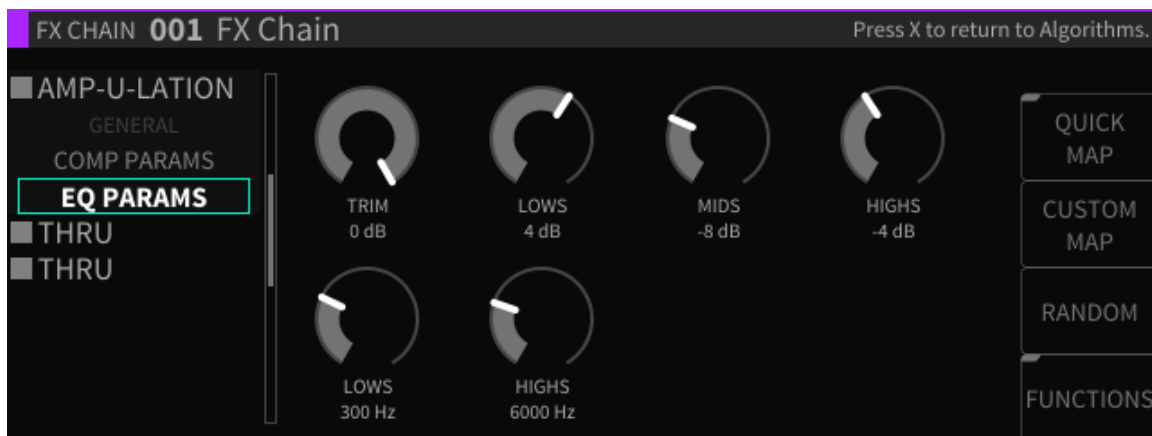 FX CHAIN 001 FX Chain
Press X to return to Algorithms.
AMP-U-LATION
GENERAL
COMP PARAMS
EQ PARAMS
THRU
THRU
TRIM
0 dB
LOWS
4 dB
MIDS
-8 dB
HIGHS
-4 dB
LOWS
300 Hz
HIGHS
6000 Hz
QUICK
MAP
CUSTOM
MAP
RANDOM
FUNCTIONS